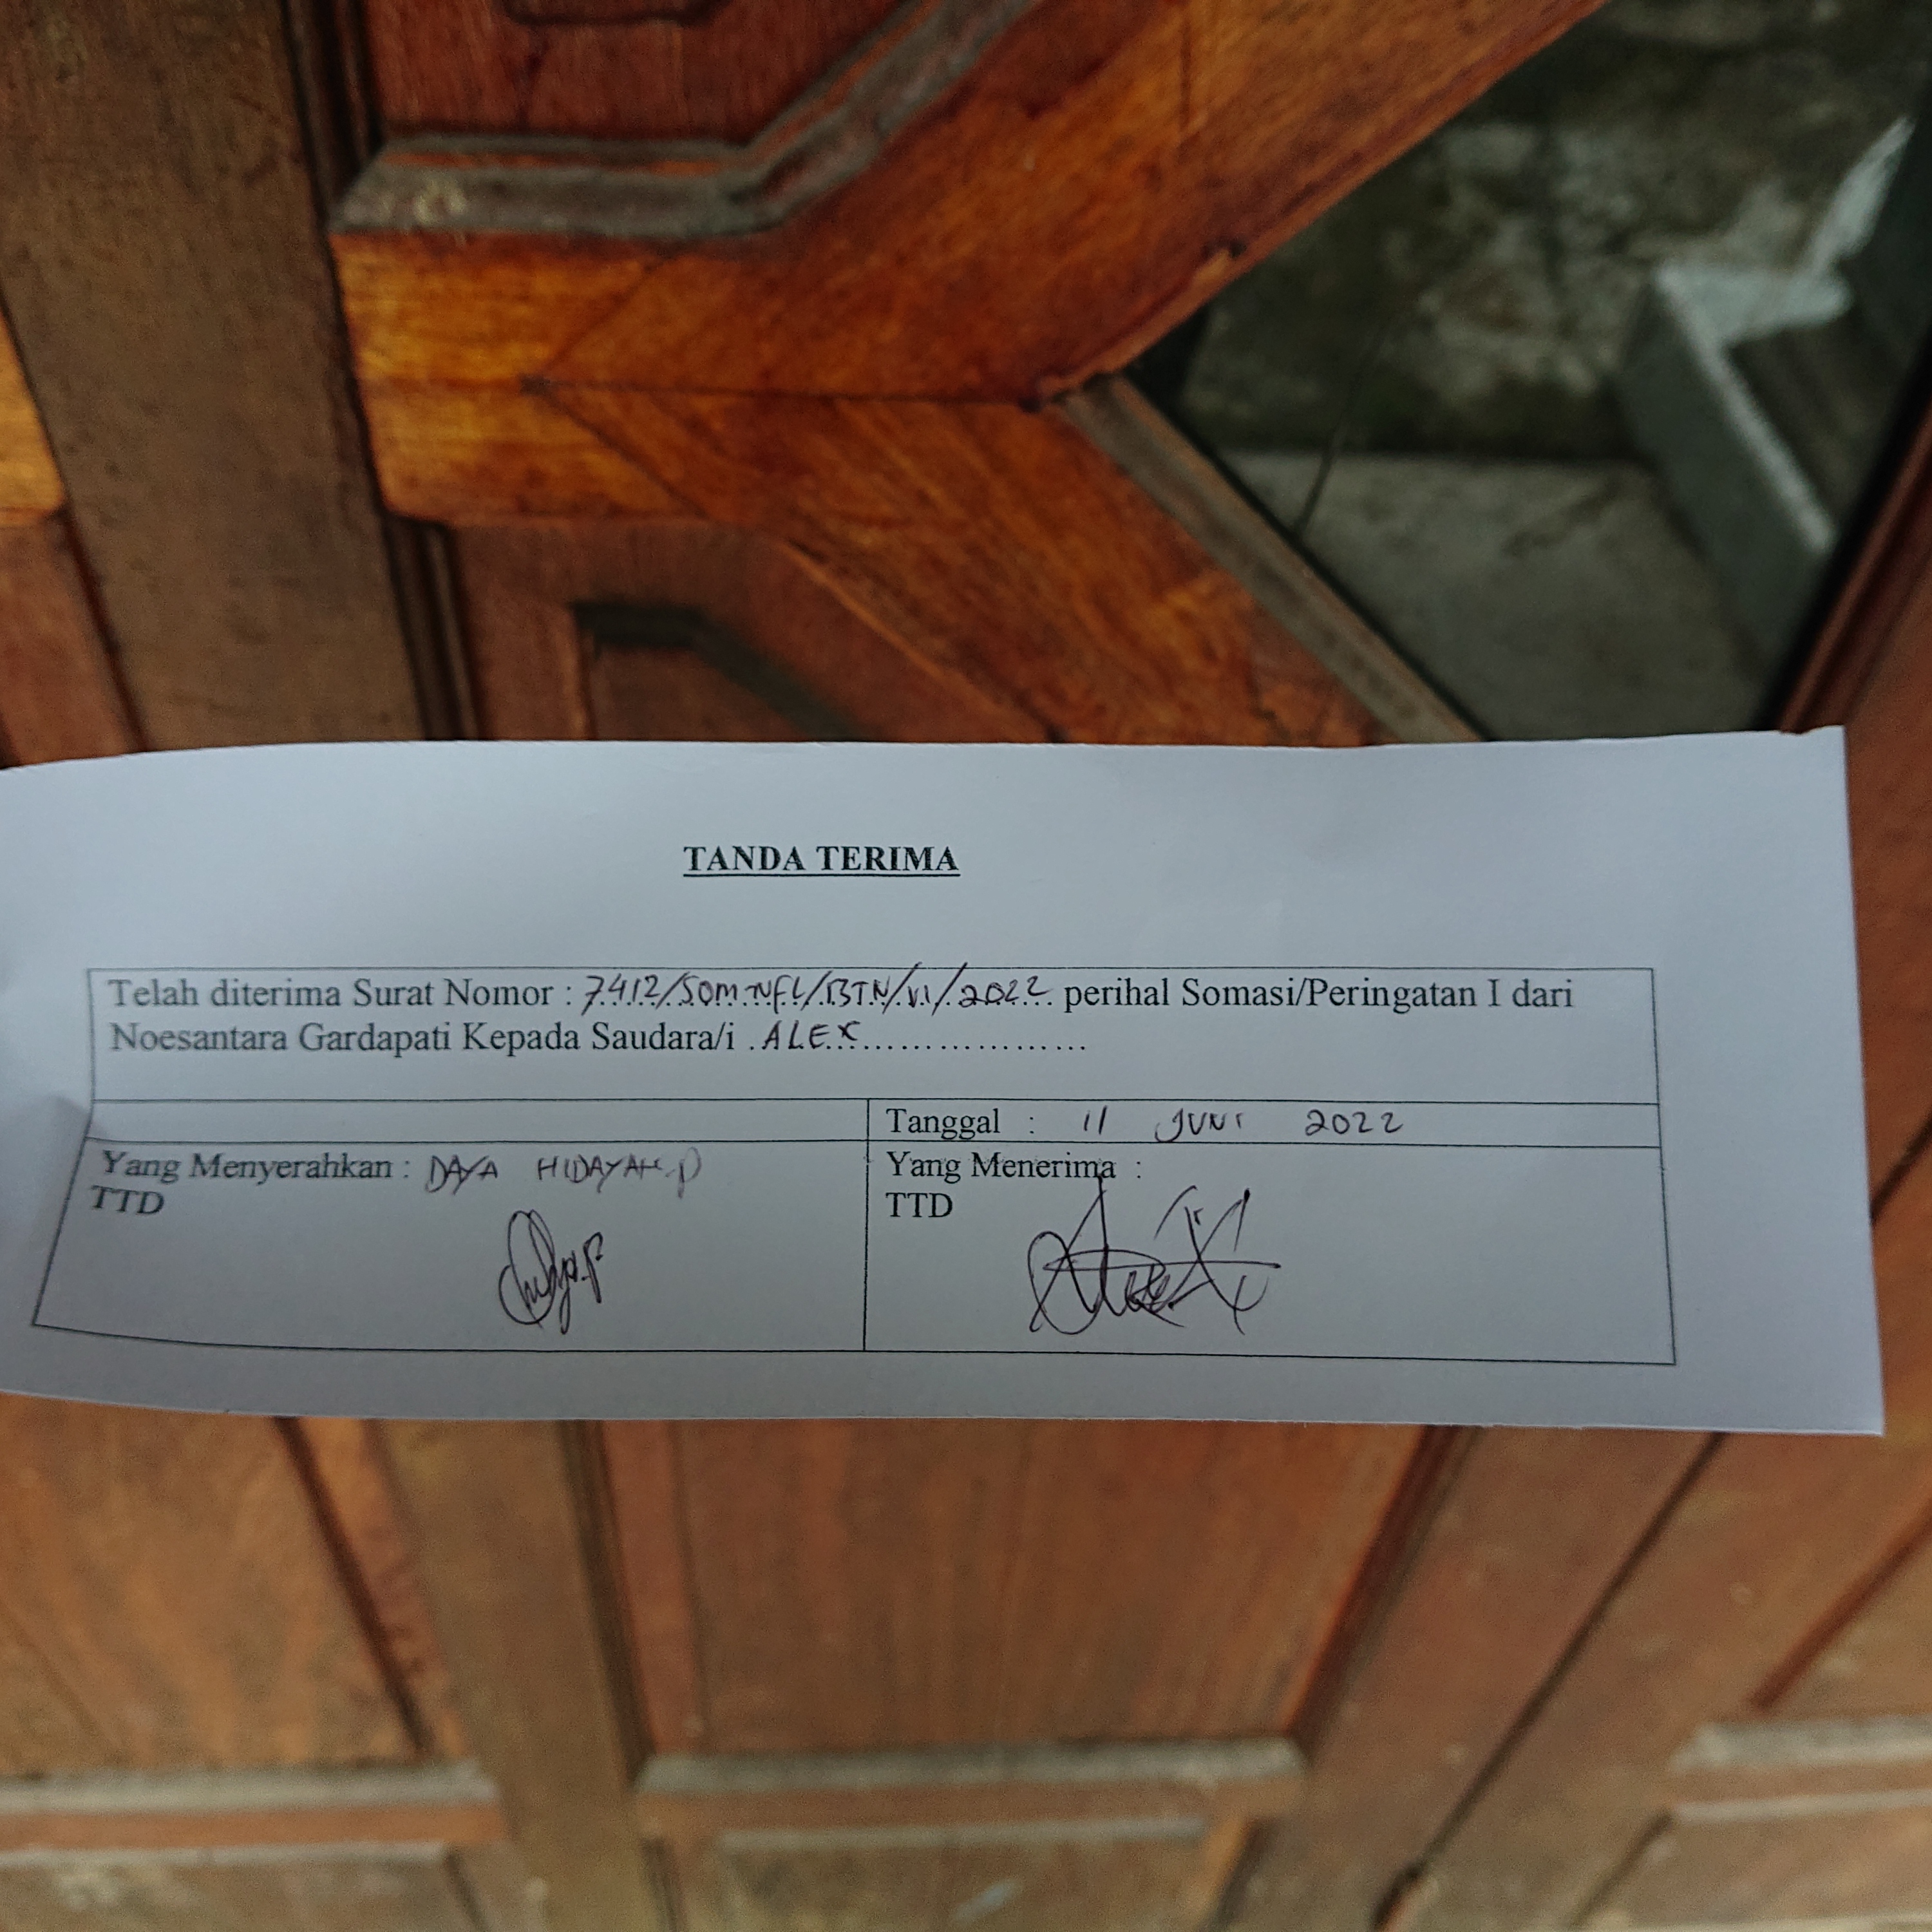 TANDA TERIMA
Telah diterima Surat Nomor : 7412/SOM.NFL/BTN/VI/2022 perihal Somasi/Peringatan I dari
Noesantara Gardapati Kepada Saudara/i .ALEX....................
Tanggal : 11 JUNI 2022
Yang Menyerahkan : DAYA HIDAYAH.P
TTD
Yang Menerima :
TTD